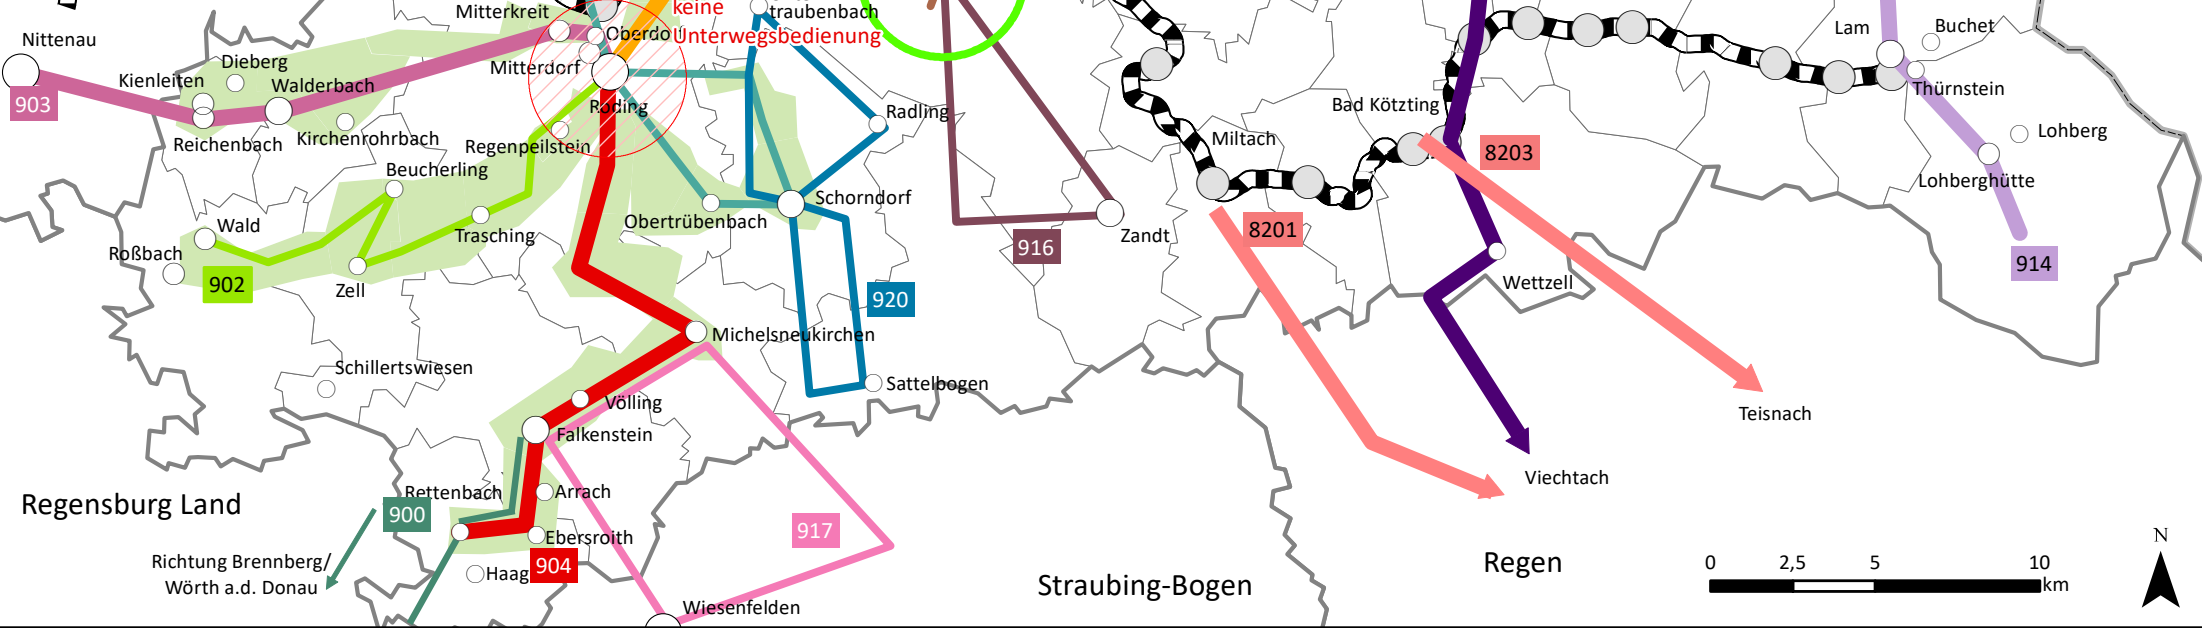 Mitterkreit
keine
traubenbach
Nittenau
Unterwegsbedienung
Lam
Buchet
Dieberg
Mitterdorf
Kienleiten
Walderbach
Thürnstein
903
Roding
Radling
Bad Kötzting
Reichenbach
Kirchenrohrbach
Regenpeilstein
Miltach
8203
Lohberg
Beucherling
Lohberghütte
Schorndorf
Wald
Trasching
Obertrübenbach
916
Zandt
8201
Roßbach
902
Zell
914
Wettzell
920
Michelsneukirchen
Schillertswiesen
Sattelbogen
Völling
Teisnach
Falkenstein
Viechtach
Regensburg Land
Rettenbach
Arrach
900
917
Ebersroith
Richtung Brennberg/
Wörth a.d. Donau
Haag
904
Straubing-Bogen
Regen
N
0 2,5 5 10
km
Wiesenfelden